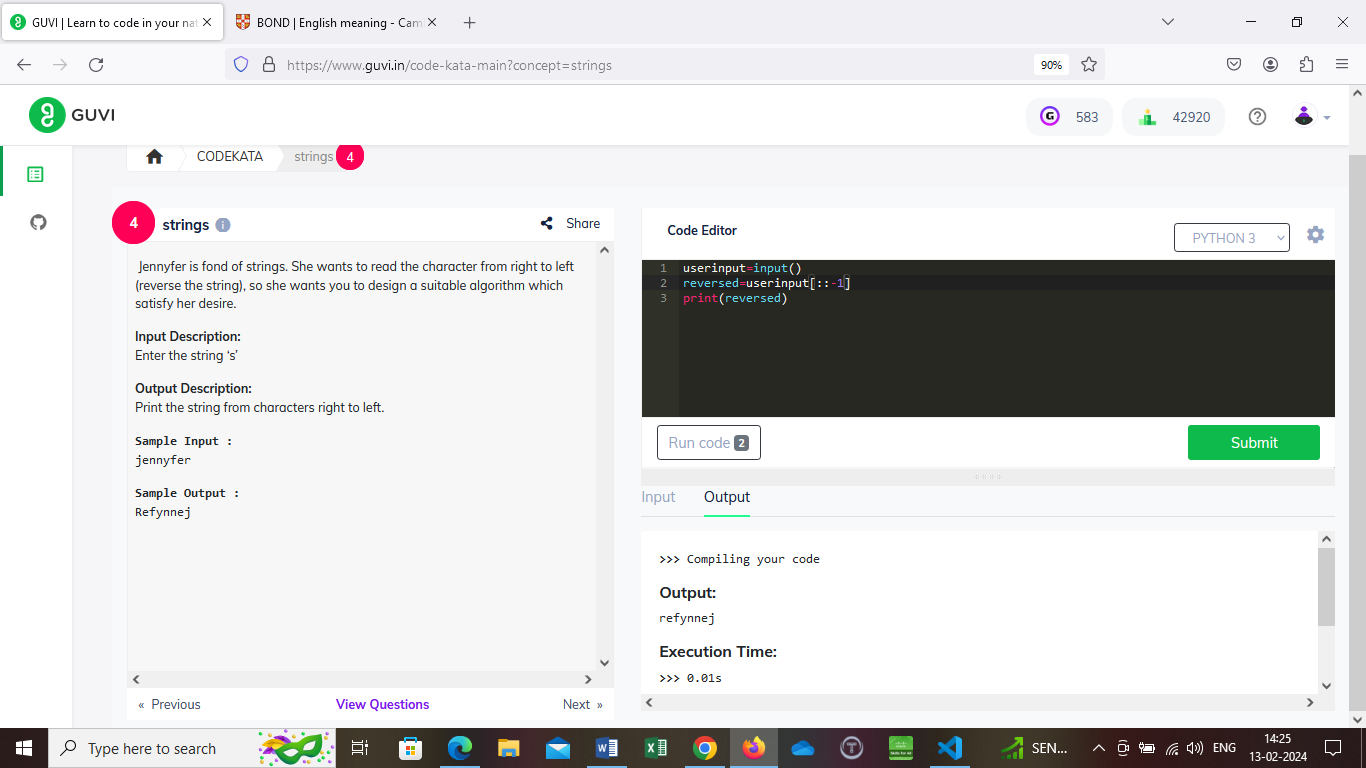 GUVI | Learn to code in your nat
BOND | English meaning - Cam
https://www.guvi.in/code-kata-main?concept=strings
90%
GUVI
G
583
42920
CODEKATA
strings
4
4
strings
Share
Jennyfer is fond of strings. She wants to read the character from right to left
(reverse the string), so she wants you to design a suitable algorithm which
satisfy her desire.
Input Description:
Enter the string ‘s’
Output Description:
Print the string from characters right to left.
Sample Input :
jennyfer
Sample Output :
Refynnej
« Previous
View Questions
Next »
Code Editor
PYTHON 3
1 userinput=input()
2 reversed=userinput[::-1]
3 print(reversed)
Run code 2
Submit
Input
Output
>>> Compiling your code
Output:
refynnej
Execution Time:
>>> 0.01s
Type here to search
SEN...
ENG
14:25
13-02-2024